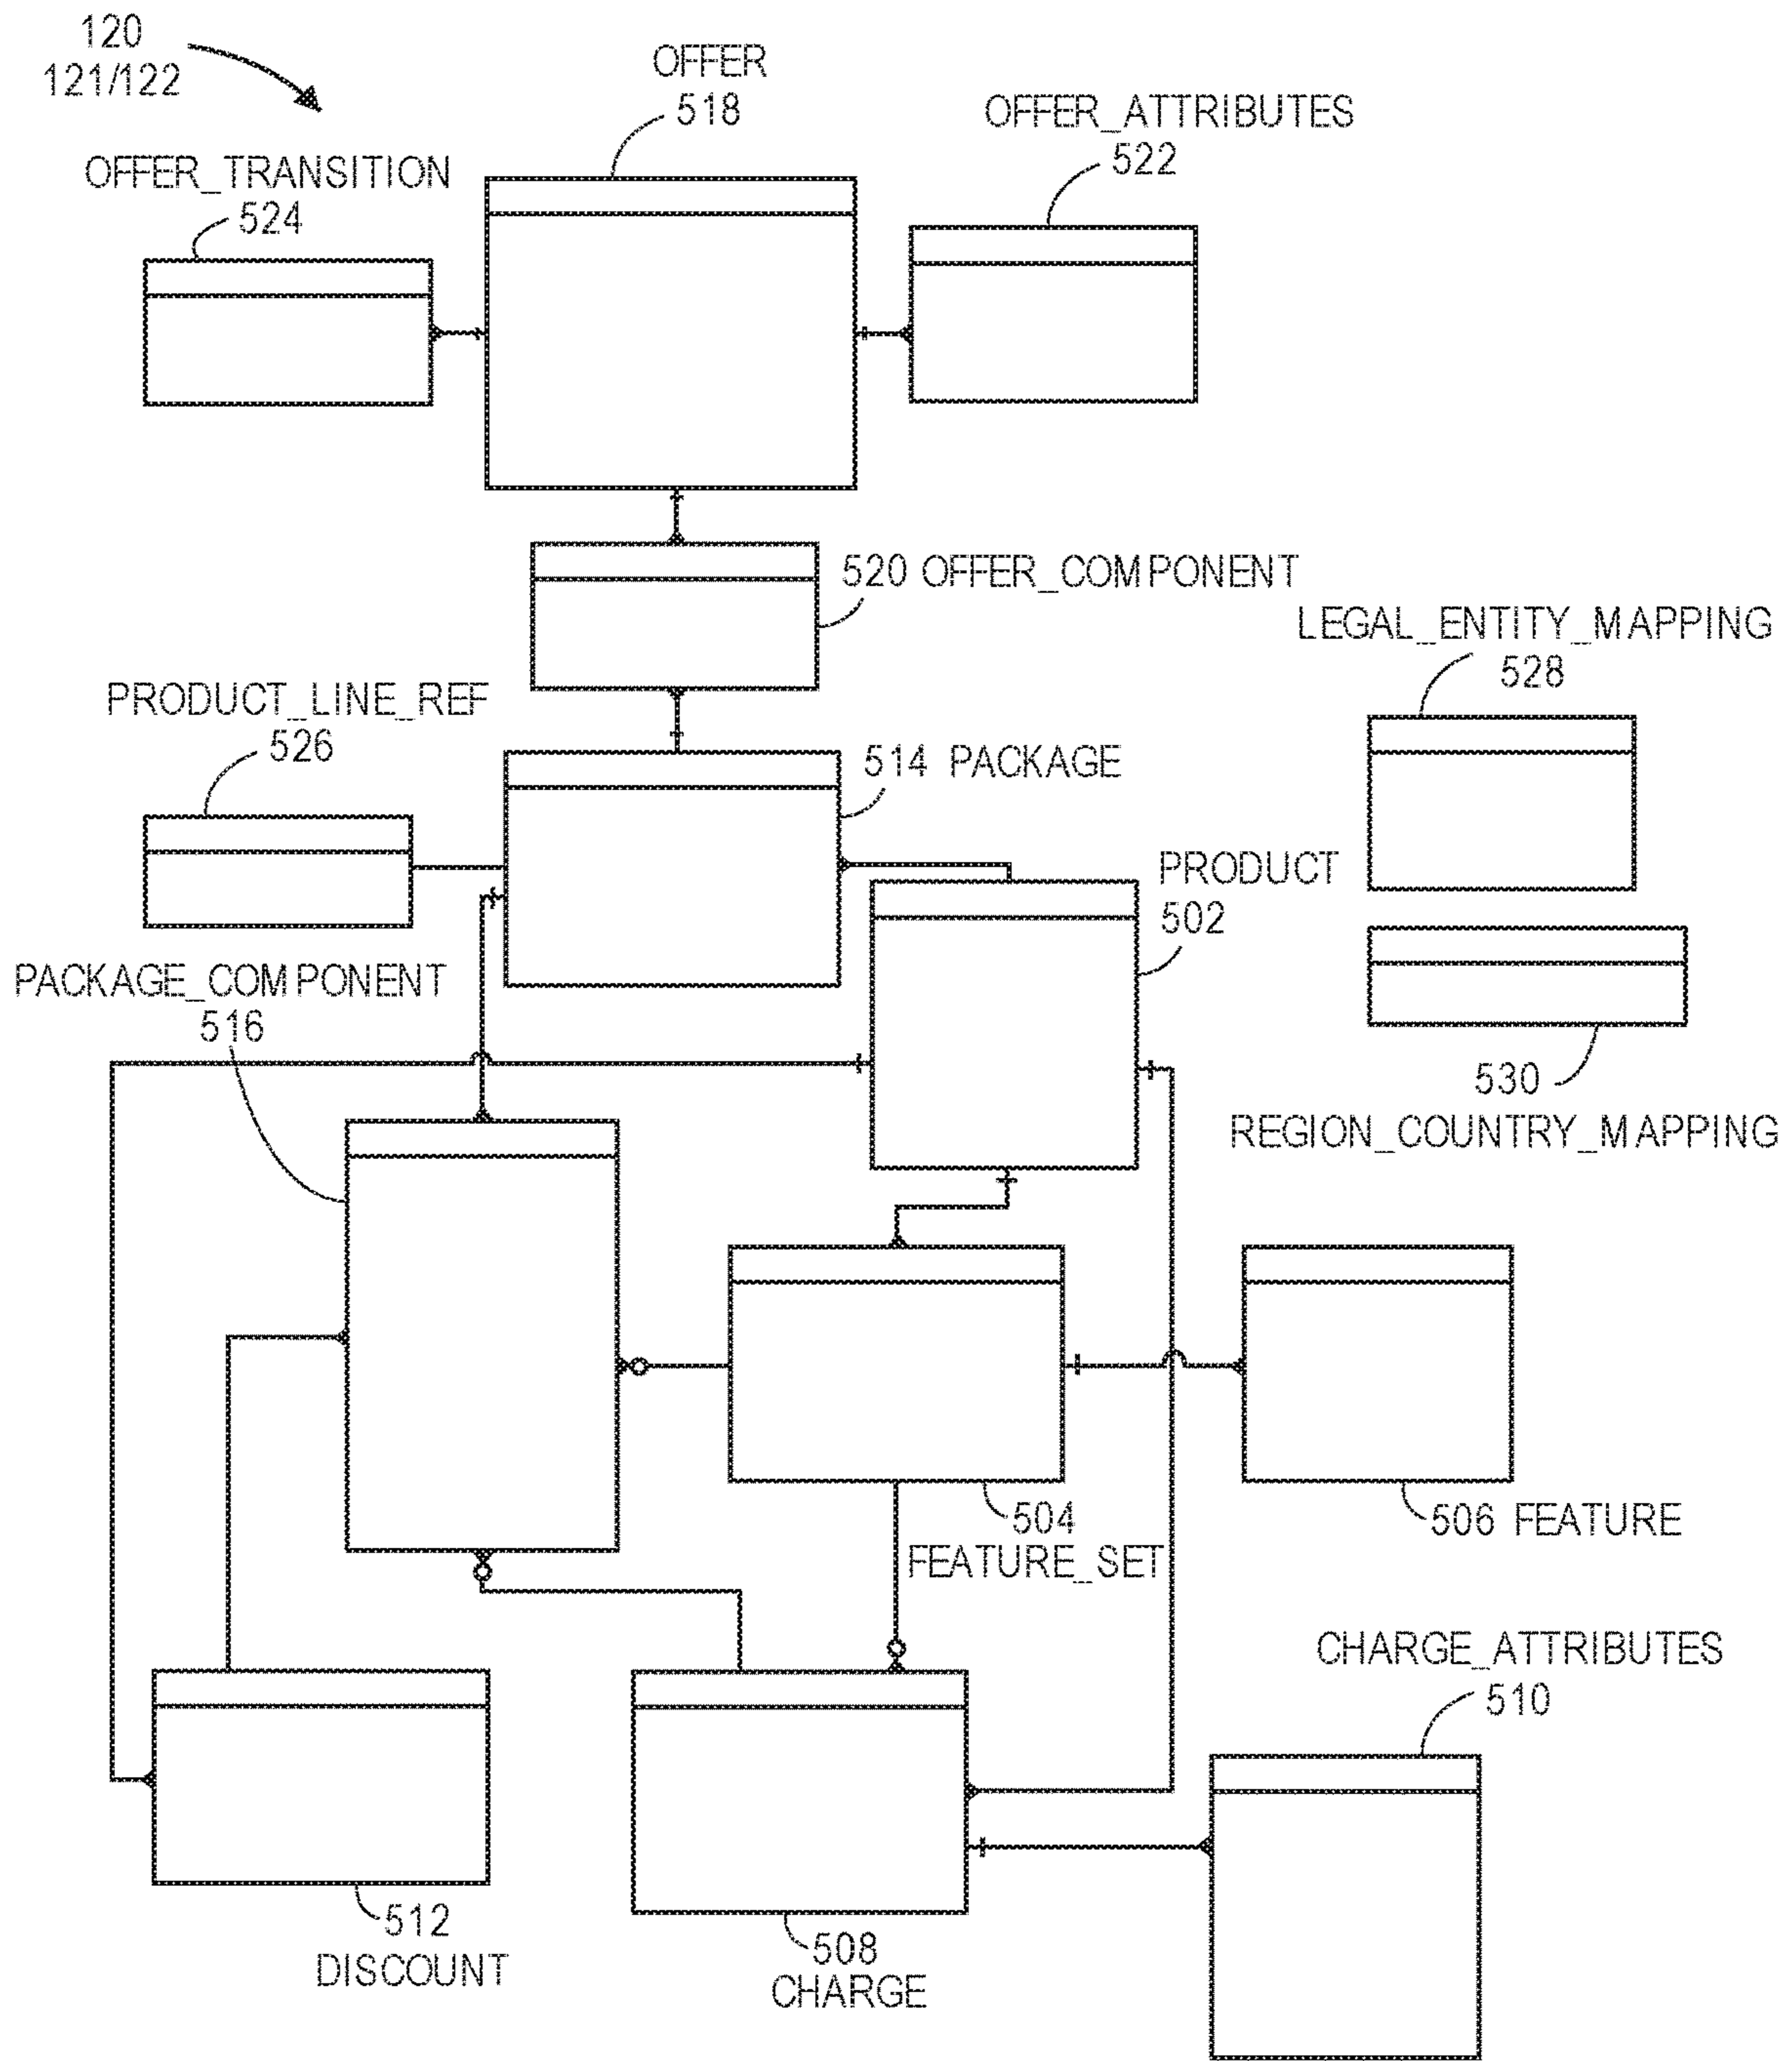 120
121/122
OFFER
518
OFFER_ATTRIBUTES
522
OFFER_TRANSITION
524
520 OFFER_COMPONENT
LEGAL_ENTITY_MAPPING
528
PRODUCT_LINE_REF
526
514 PACKAGE
PRODUCT
502
PACKAGE_COMPONENT
516
530
REGION_COUNTRY_MAPPING
504
FEATURE_SET
506 FEATURE
CHARGE_ATTRIBUTES
510
512
DISCOUNT
508
CHARGE